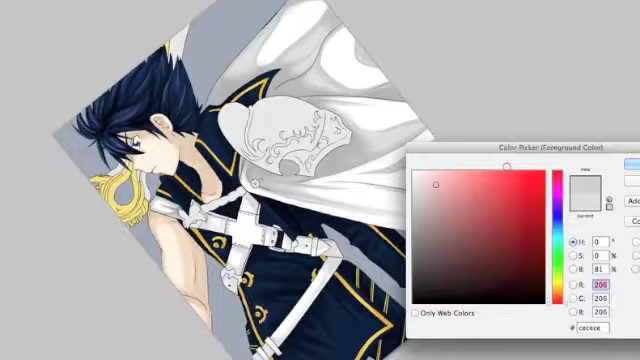 Color Picker (Foreground Color)
new
current
Only Web Colors
H: 0 °
S: 0 %
B: 81 %
R: 206
G: 206
B: 206
# cecece